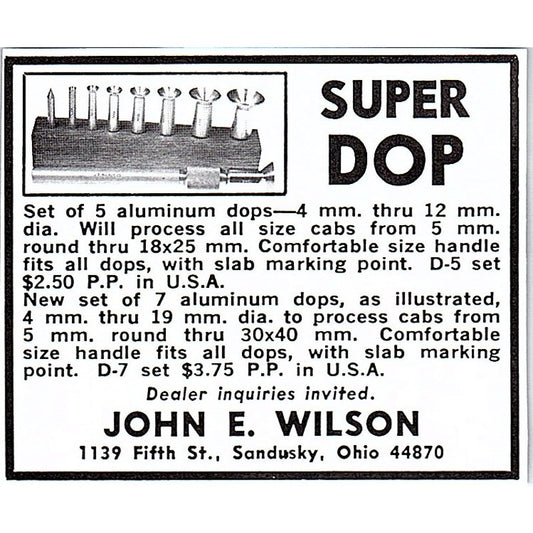 SUPER
DOP
Set of 5 aluminum dops—4 mm. thru 12 mm.
dia. Will process all size cabs from 5 mm.
round thru 18x25 mm. Comfortable size handle
fits all dops, with slab marking point. D-5 set
$2.50 P.P. in U.S.A.
New set of 7 aluminum dops, as illustrated,
4 mm. thru 19 mm. dia. to process cabs from
5 mm. round thru 30x40 mm. Comfortable
size handle fits all dops, with slab marking
point. D-7 set $3.75 P.P. in U.S.A.
Dealer inquiries invited.
JOHN E. WILSON
1139 Fifth St., Sandusky, Ohio 44870